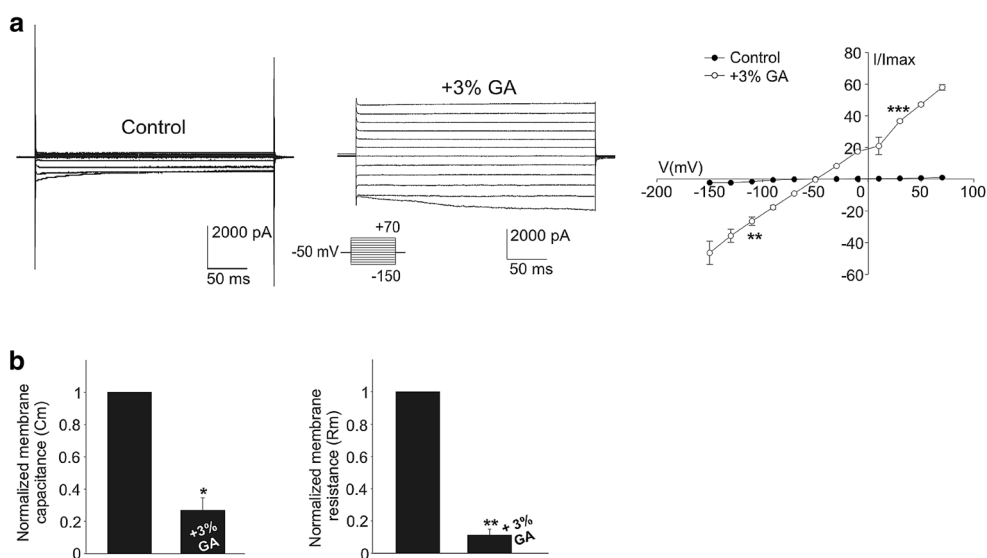 a
Control
2000 pA
50 ms
+3% GA
+70
-50 mV
-150
2000 pA
50 ms
Control
+3% GA
I/Imax
V(mV)
80
60
40
20
-20
-40
-60
-200
-150
-100
-50
0
50
100
***
**
b
Normalized membrane
capacitance (Cm)
1
0.8
0.6
0.4
0.2
0
*
+3%
GA
Normalized membrane
resistance (Rm)
1
0.8
0.6
0.4
0.2
0
**
+ 3%
GA